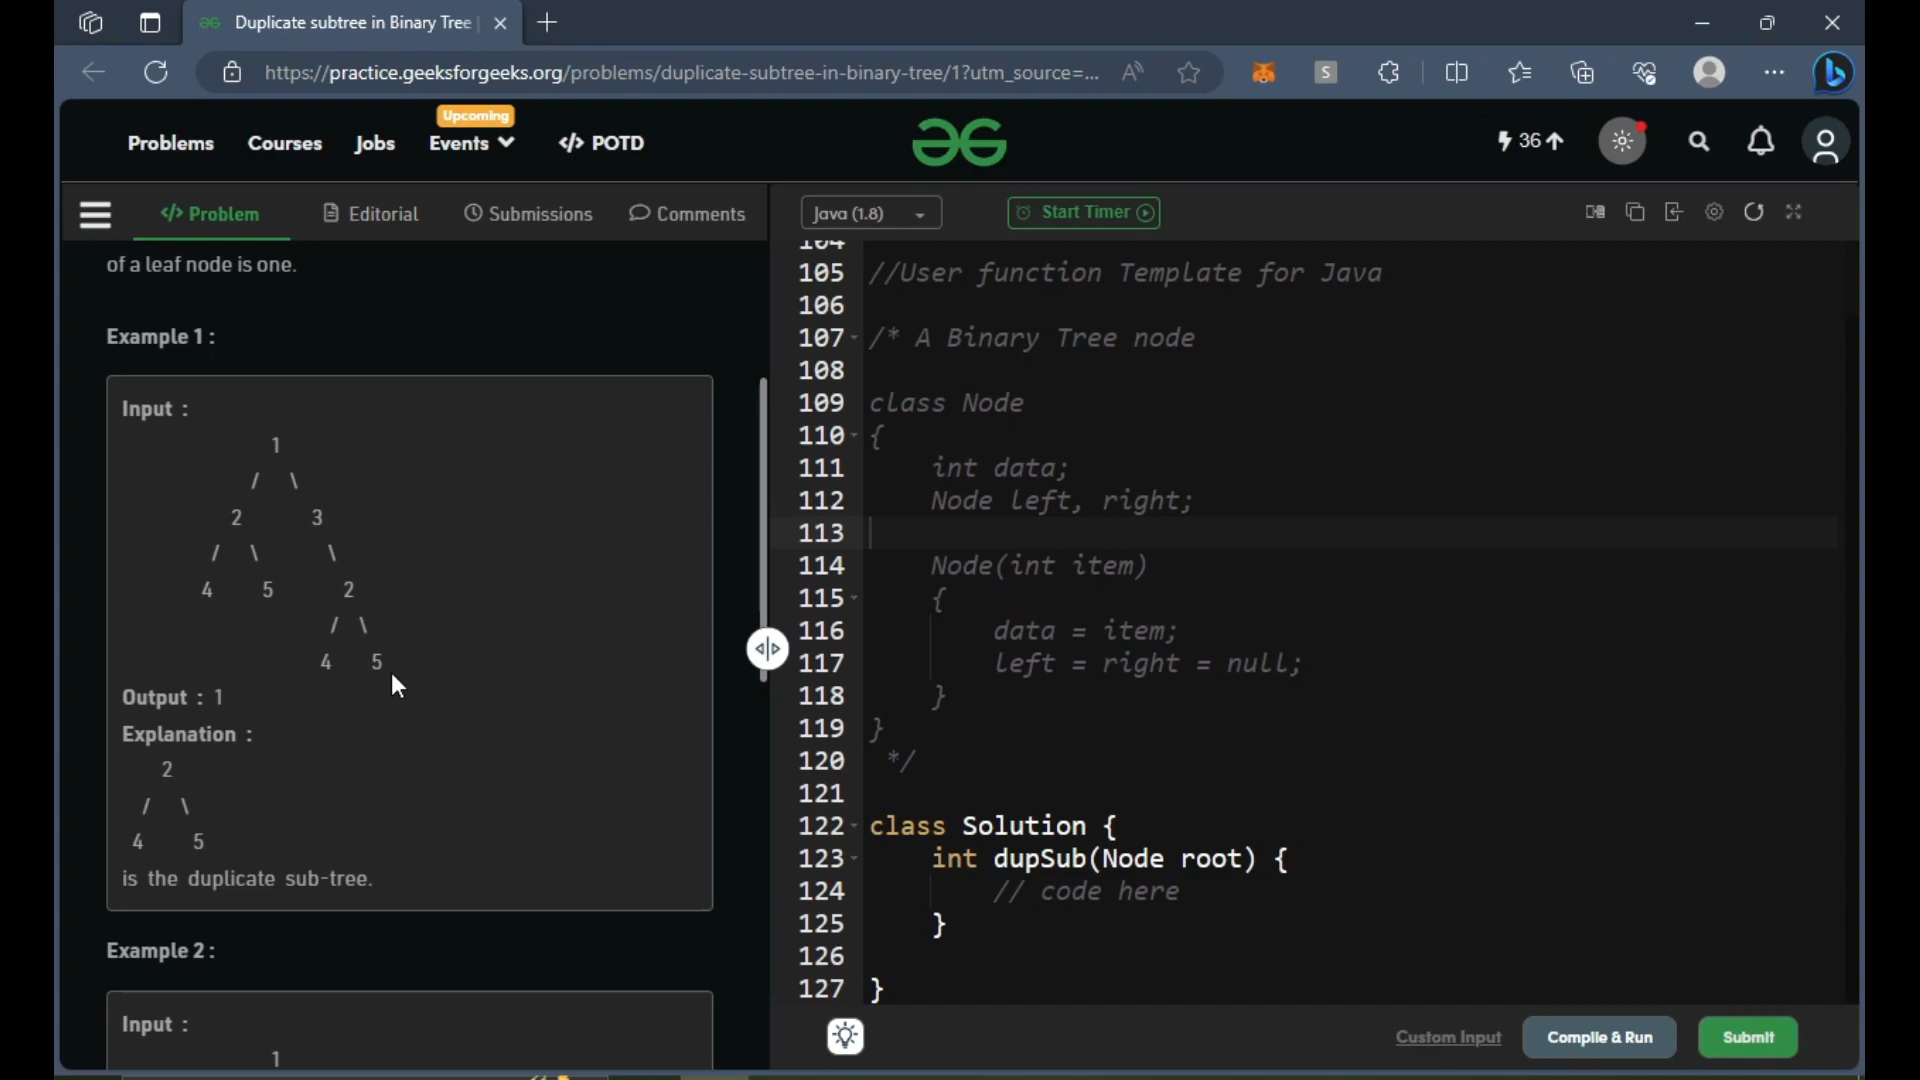 Duplicate subtree in Binary Tree |
https://practice.geeksforgeeks.org/problems/duplicate-subtree-in-binary-tree/1?utm_source=...
Upcoming
Problems Courses Jobs Events </> POTD
36
</> Problem Editorial Submissions Comments
Java (1.8)
Start Timer
of a leaf node is one.
Example 1 :
Input :
1
/ \
2 3
/ \ \
4 5 2
/ \
4 5
Output : 1
Explanation :
2
/ \
4 5
is the duplicate sub-tree.
Example 2 :
Input :
1
104
105 //User function Template for Java
106
107 /* A Binary Tree node
108
109 class Node
110 {
111 int data;
112 Node left, right;
113
114 Node(int item)
115 {
116 data = item;
117 left = right = null;
118 }
119 }
120 */
121
122 class Solution {
123 int dupSub(Node root) {
124 // code here
125 }
126
127 }
Custom Input Compile & Run Submit